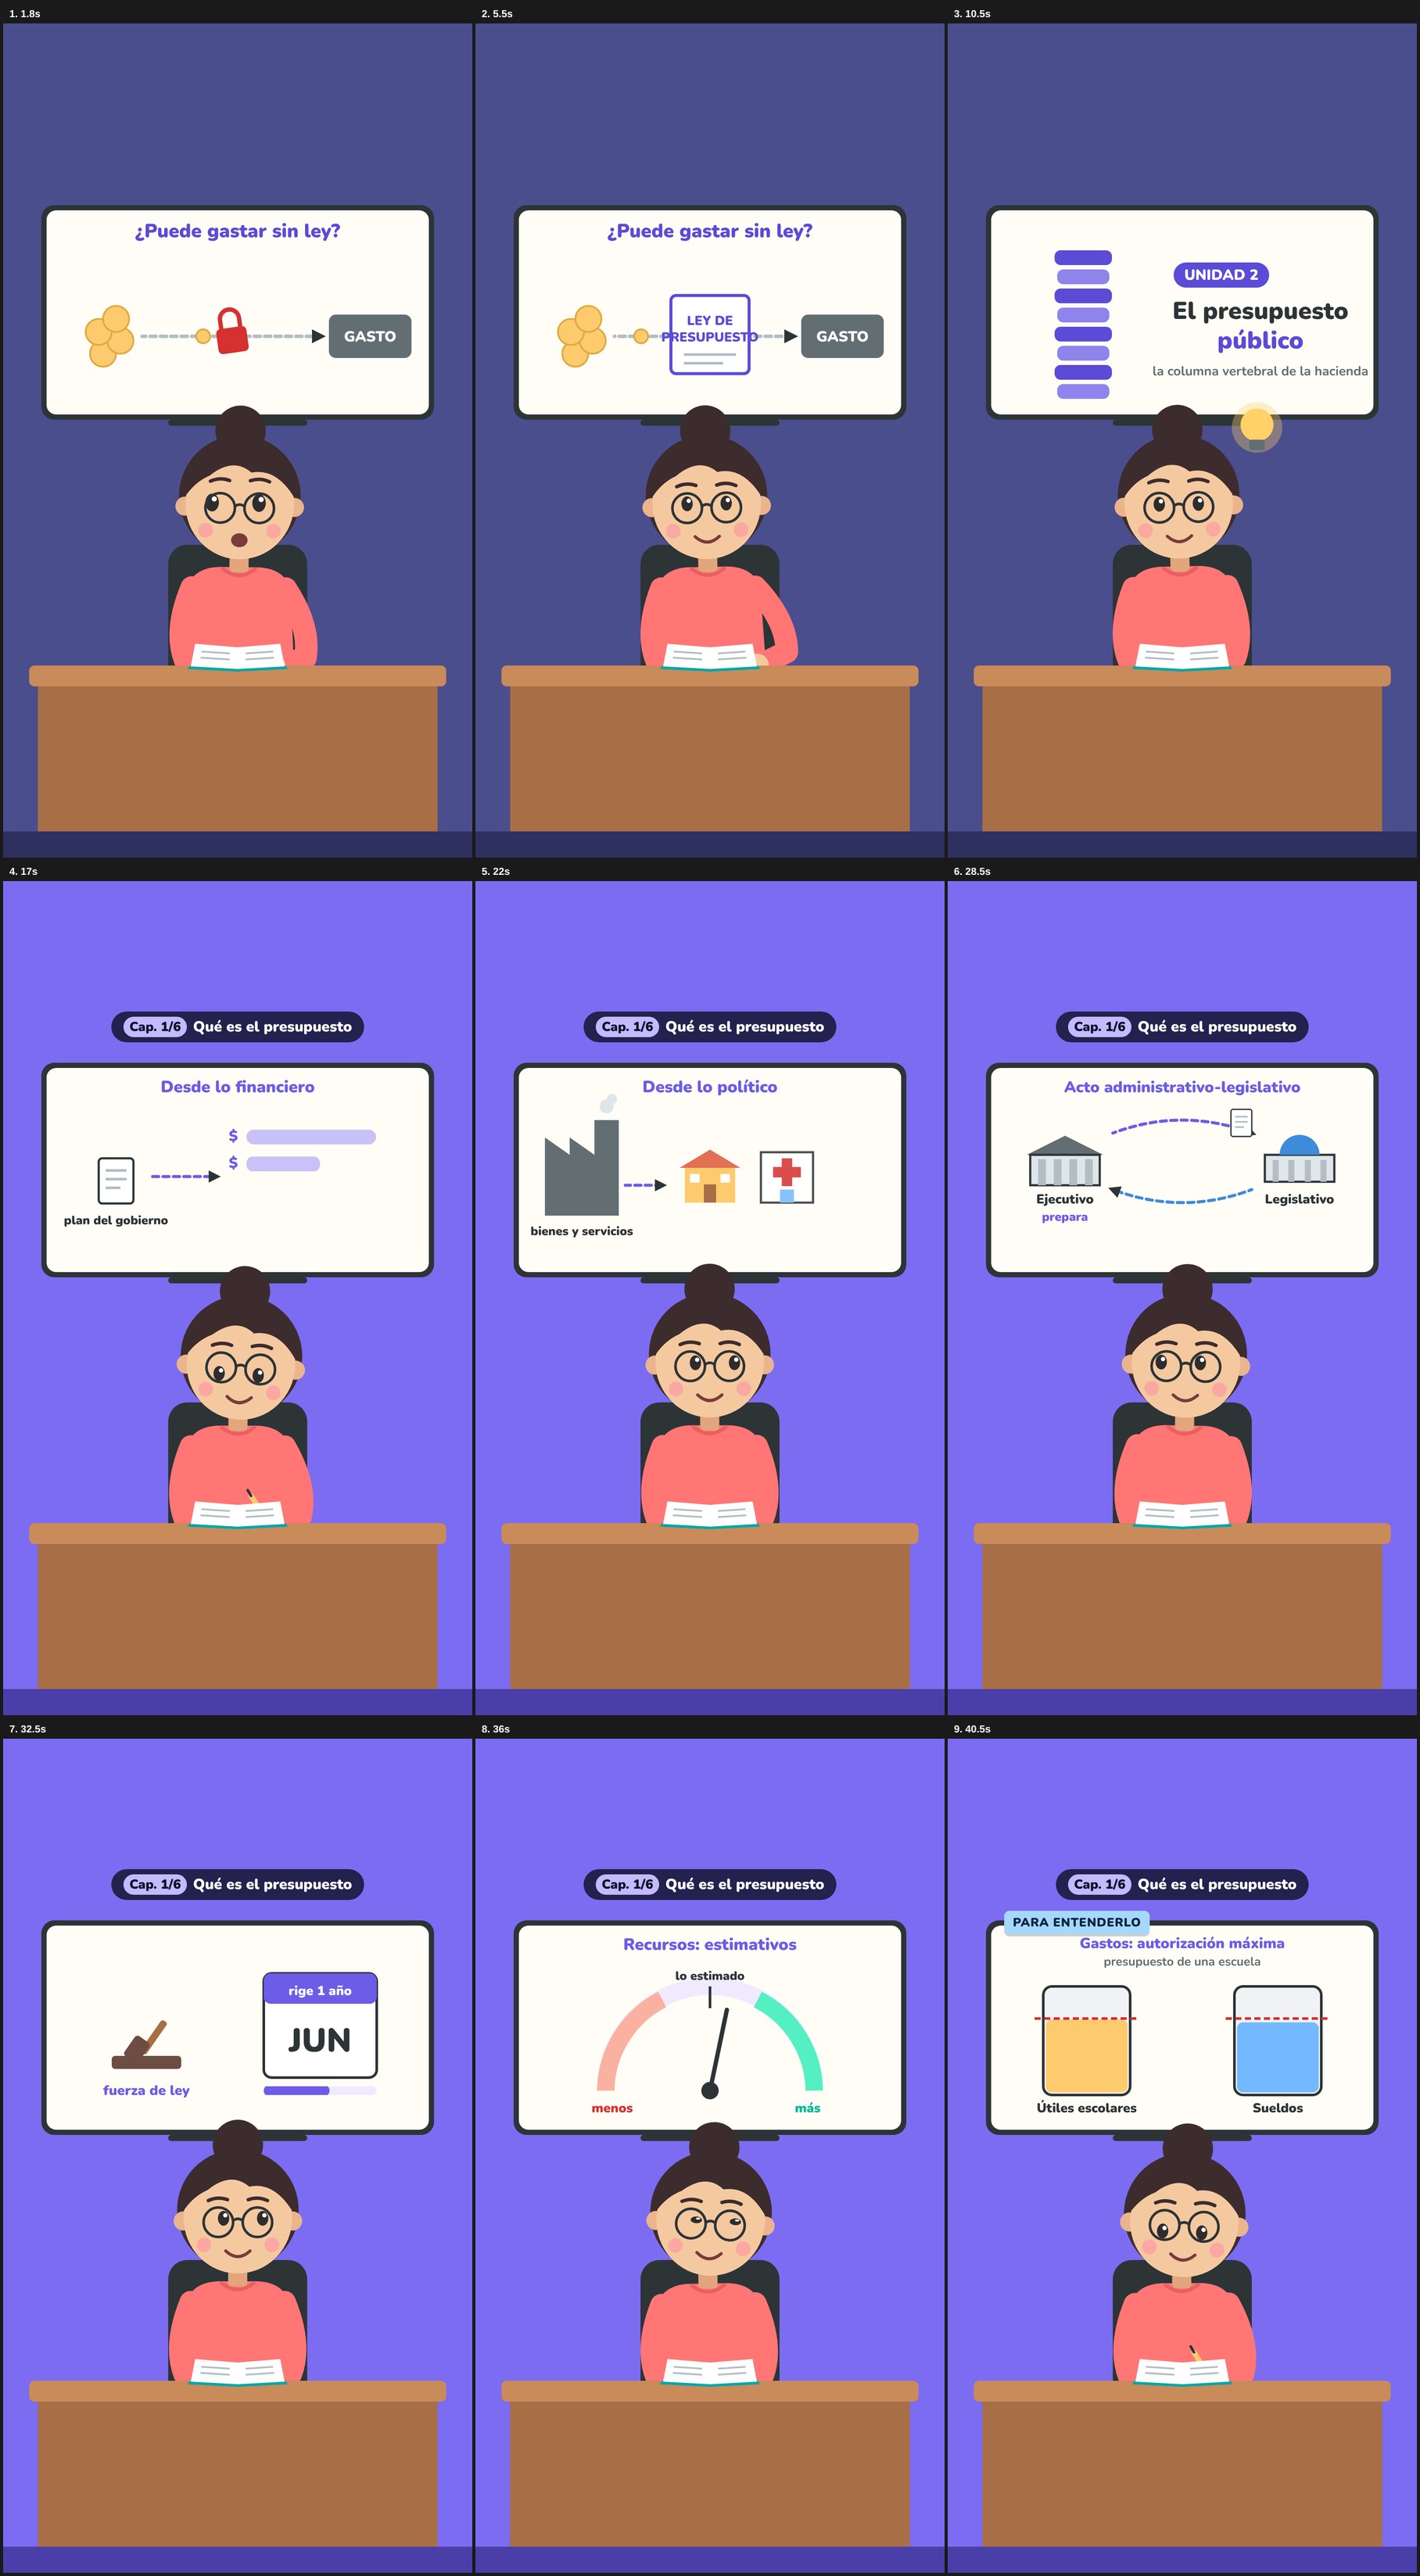 1. 1.8s
¿Puede gastar sin ley?
GASTO
2. 5.5s
¿Puede gastar sin ley?
LEY DE
PRESUPUESTO
GASTO
3. 10.5s
UNIDAD 2
El presupuesto
público
la columna vertebral de la hacienda
4. 17s
Cap. 1/6 Qué es el presupuesto
Desde lo financiero
$
$
plan del gobierno
5. 22s
Cap. 1/6 Qué es el presupuesto
Desde lo político
bienes y servicios
6. 28.5s
Cap. 1/6 Qué es el presupuesto
Acto administrativo-legislativo
Ejecutivo
prepara
Legislativo
7. 32.5s
Cap. 1/6 Qué es el presupuesto
rige 1 año
JUN
fuerza de ley
8. 36s
Cap. 1/6 Qué es el presupuesto
Recursos: estimativos
lo estimado
menos
más
9. 40.5s
Cap. 1/6 Qué es el presupuesto
PARA ENTENDERLO
Gastos: autorización máxima
presupuesto de una escuela
Útiles escolares
Sueldos